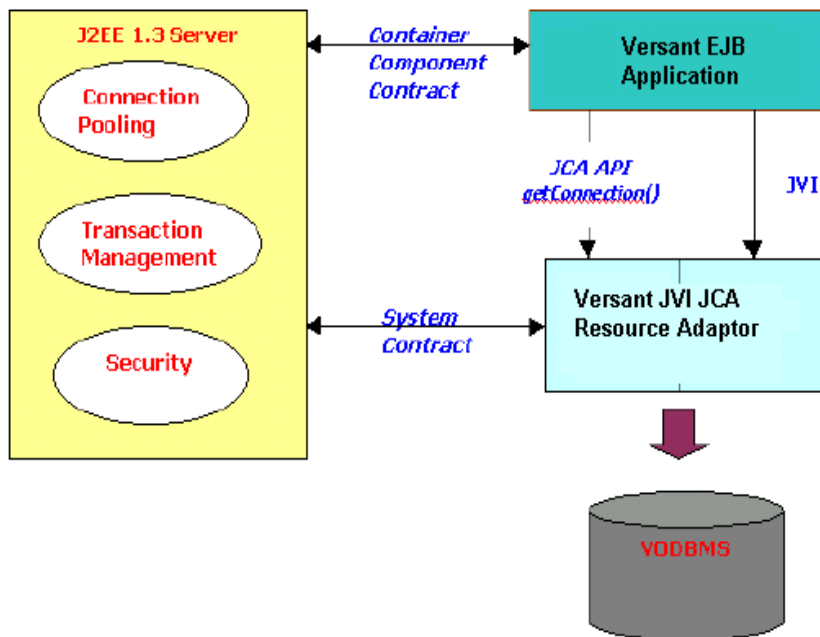 J2EE 1.3 Server
Connection
Pooling
Transaction
Management
Security
Container
Component
Contract
Versant EJB
Application
JCA API
getConnection()
JVI
System
Contract
Versant JVI JCA
Resource Adaptor
VODBMS